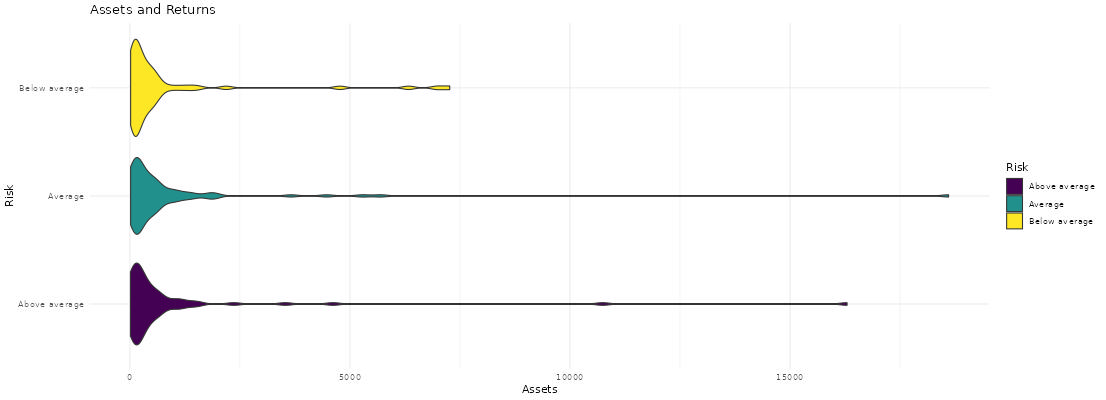 Assets and Returns
Below average
Average
Above average
Risk
0 5000 10000 15000
Assets
Risk
Above average
Average
Below average